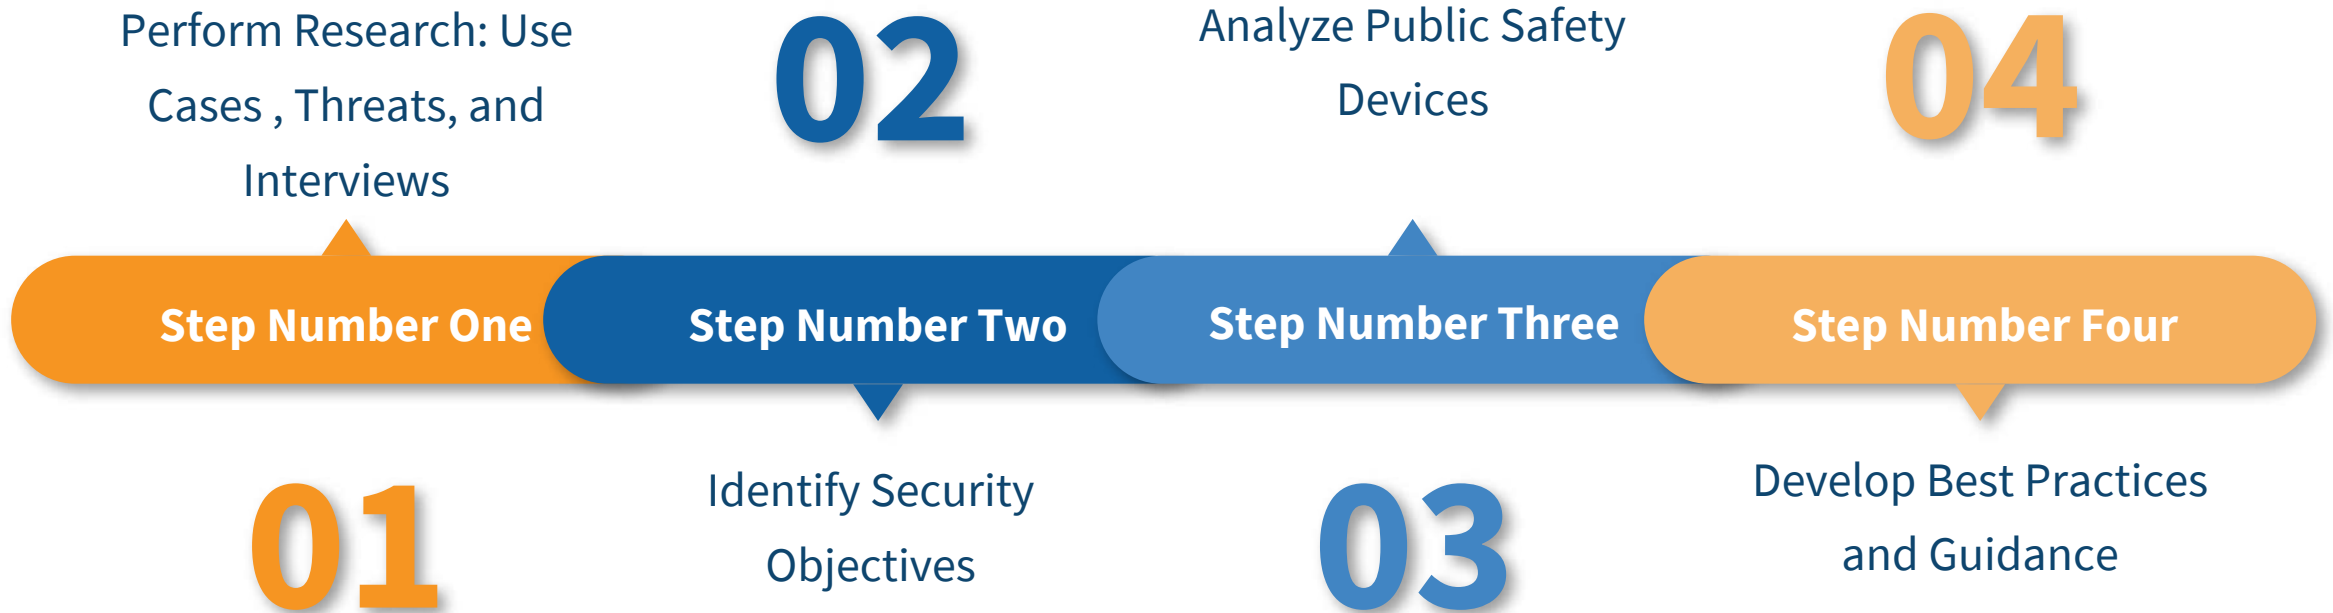 Perform Research: Use
Cases , Threats, and
Interviews
Step Number One
01
02
Step Number Two
Identify Security
Objectives
Analyze Public Safety
Devices
Step Number Three
03
04
Step Number Four
Develop Best Practices
and Guidance